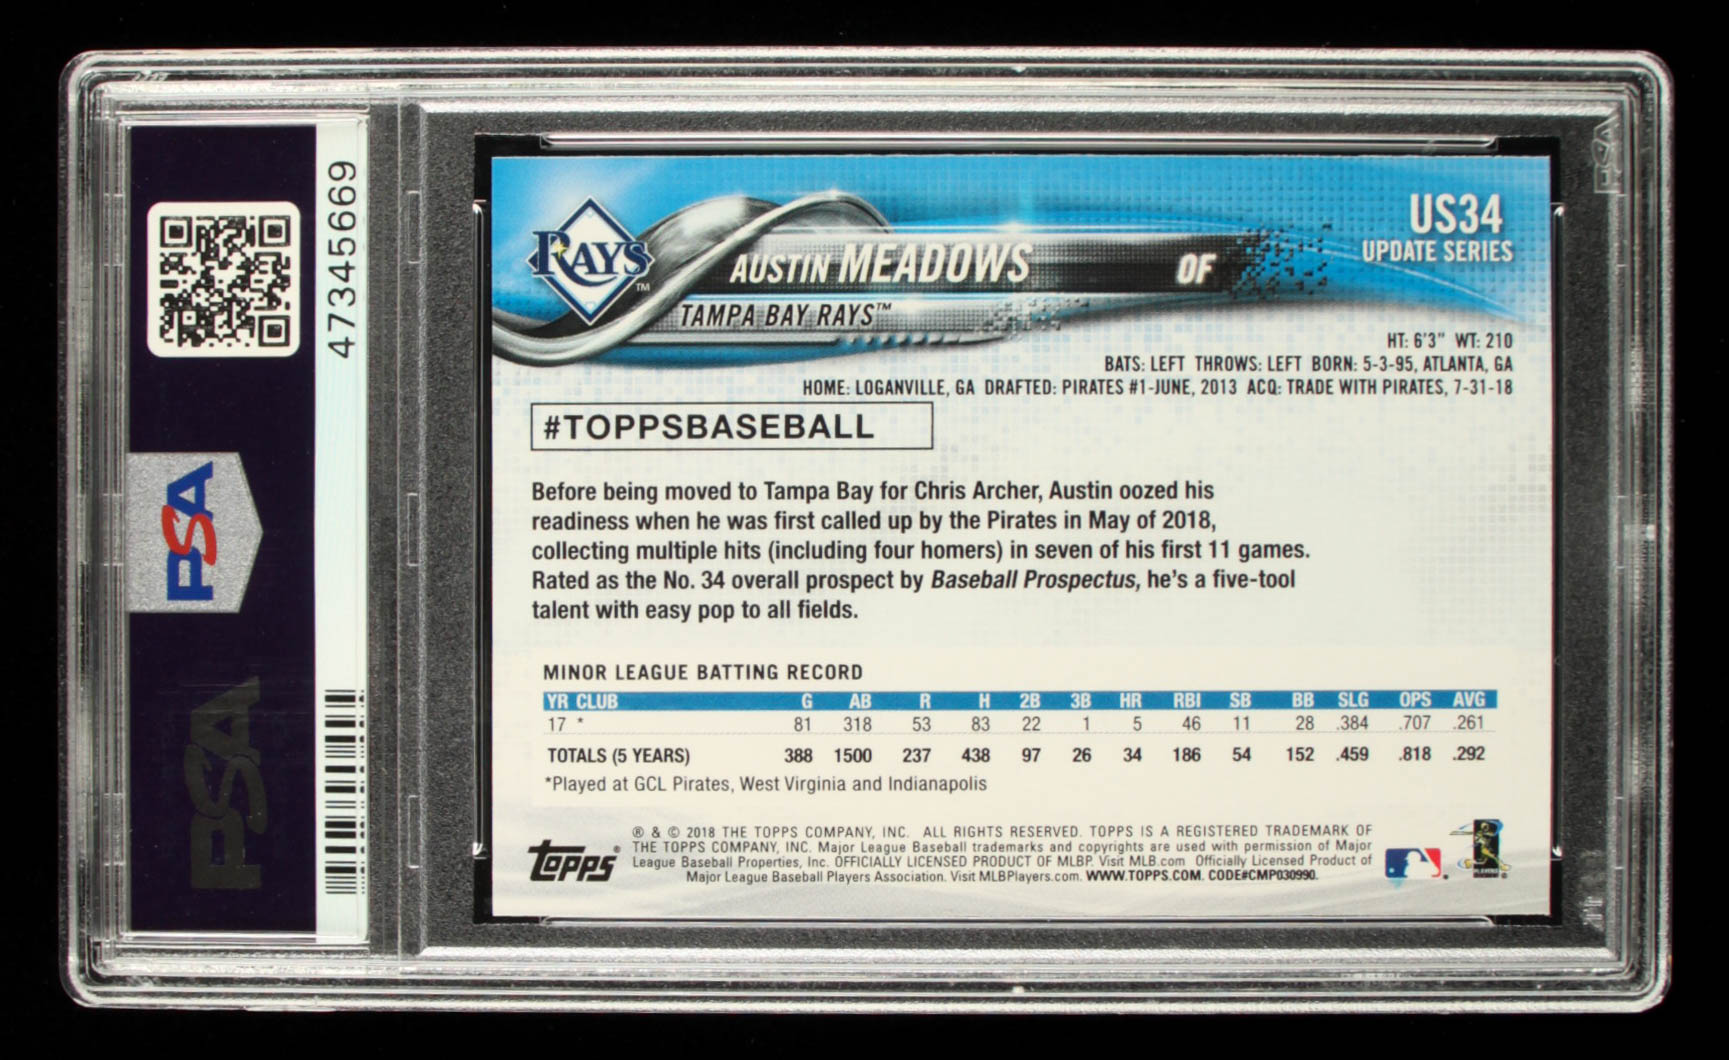 47345669
PSA
PSA
PSA
RAYS™
AUSTIN MEADOWS
OF
TAMPA BAY RAYS™
US34
UPDATE SERIES
HT: 6'3" WT: 210
BATS: LEFT THROWS: LEFT BORN: 5-3-95, ATLANTA, GA
HOME: LOGANVILLE, GA DRAFTED: PIRATES #1-JUNE, 2013 ACQ: TRADE WITH PIRATES, 7-31-18
#TOPPSBASEBALL
Before being moved to Tampa Bay for Chris Archer, Austin oozed his
readiness when he was first called up by the Pirates in May of 2018,
collecting multiple hits (including four homers) in seven of his first 11 games.
Rated as the No. 34 overall prospect by Baseball Prospectus, he's a five-tool
talent with easy pop to all fields.
MINOR LEAGUE BATTING RECORD
YR CLUB G AB R H 2B 3B HR RBI SB BB SLG OPS AVG
17 * 81 318 53 83 22 1 5 46 11 28 .384 .707 .261
TOTALS (5 YEARS) 388 1500 237 438 97 26 34 186 54 152 .459 .818 .292
*Played at GCL Pirates, West Virginia and Indianapolis
topps®
® & © 2018 THE TOPPS COMPANY, INC. ALL RIGHTS RESERVED. TOPPS IS A REGISTERED TRADEMARK OF
THE TOPPS COMPANY, INC. Major League Baseball trademarks and copyrights are used with permission of Major
League Baseball Properties, Inc. OFFICIALLY LICENSED PRODUCT OF MLBP. Visit MLB.com Officially Licensed Product of
Major League Baseball Players Association. Visit MLBPlayers.com. WWW.TOPPS.COM. CODE#CMP030990.
PLAYERS